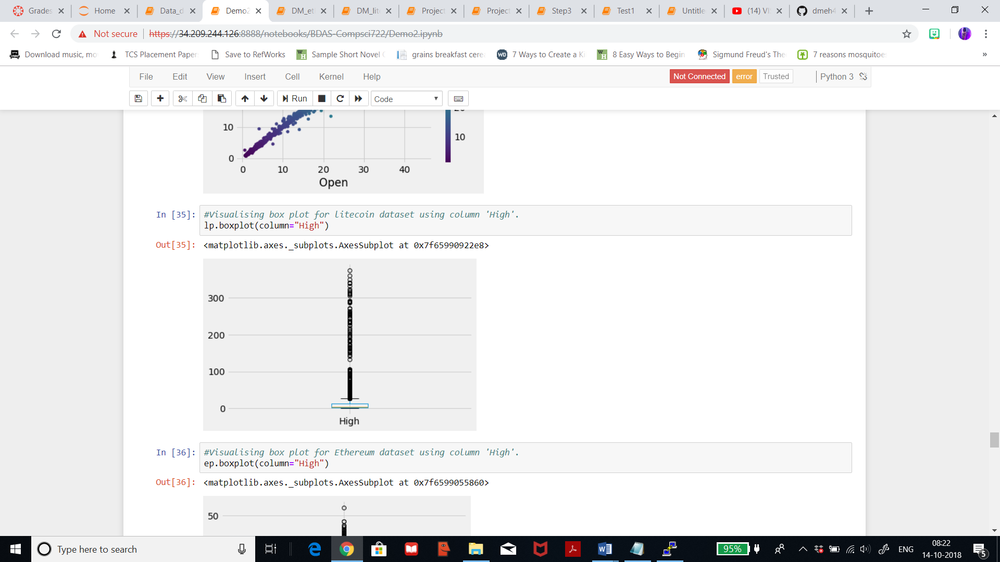 Grades
Home
Data_d
Demo2
DM_et
DM_lit
Project
Project
Step3
Test1
Untitle
(14) VI
dmeh4
Not secure
https://34.209.244.126:8888/notebooks/BDAS-Compsci722/Demo2.ipynb
Download music, mo
TCS Placement Paper
Save to RefWorks
Sample Short Novel
grains breakfast cere
7 Ways to Create a Ki
8 Easy Ways to Begin
Sigmund Freud's The
7 reasons mosquitoe
»
File Edit View Insert Cell Kernel Help
Not Connected error Trusted Python 3
Run Code
10
0
0 10 20 30 40
Open
10
In [35]: #Visualising box plot for litecoin dataset using column 'High'.
lp.boxplot(column="High")
Out[35]: <matplotlib.axes._subplots.AxesSubplot at 0x7f65990922e8>
300
200
100
0
High
In [36]: #Visualising box plot for Ethereum dataset using column 'High'.
ep.boxplot(column="High")
Out[36]: <matplotlib.axes._subplots.AxesSubplot at 0x7f6599055860>
50
Type here to search
95%
ENG
08:22
14-10-2018
5